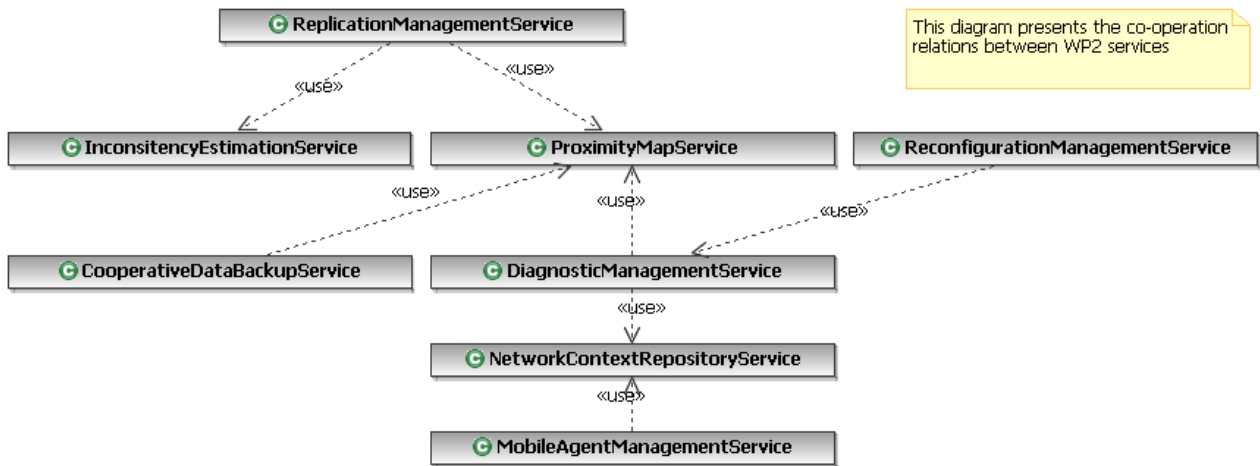 C ReplicationManagementService
This diagram presents the co-operation
relations between WP2 services
«use»
«use»
C InconsitencyEstimationService
C ProximityMapService
C ReconfigurationManagementService
«use»
«use»
«use»
C CooperativeDataBackupService
C DiagnosticManagementService
«use»
C NetworkContextRepositoryService
«use»
C MobileAgentManagementService